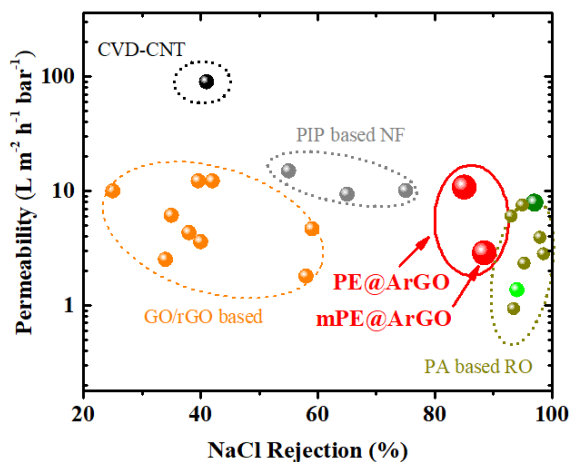 CVD-CNT
PIP based NF
GO/rGO based
PE@ArGO
mPE@ArGO
PA based RO
Permeability (L m⁻² h⁻¹ bar⁻¹)
100
10
1
20
40
60
80
100
NaCl Rejection (%)